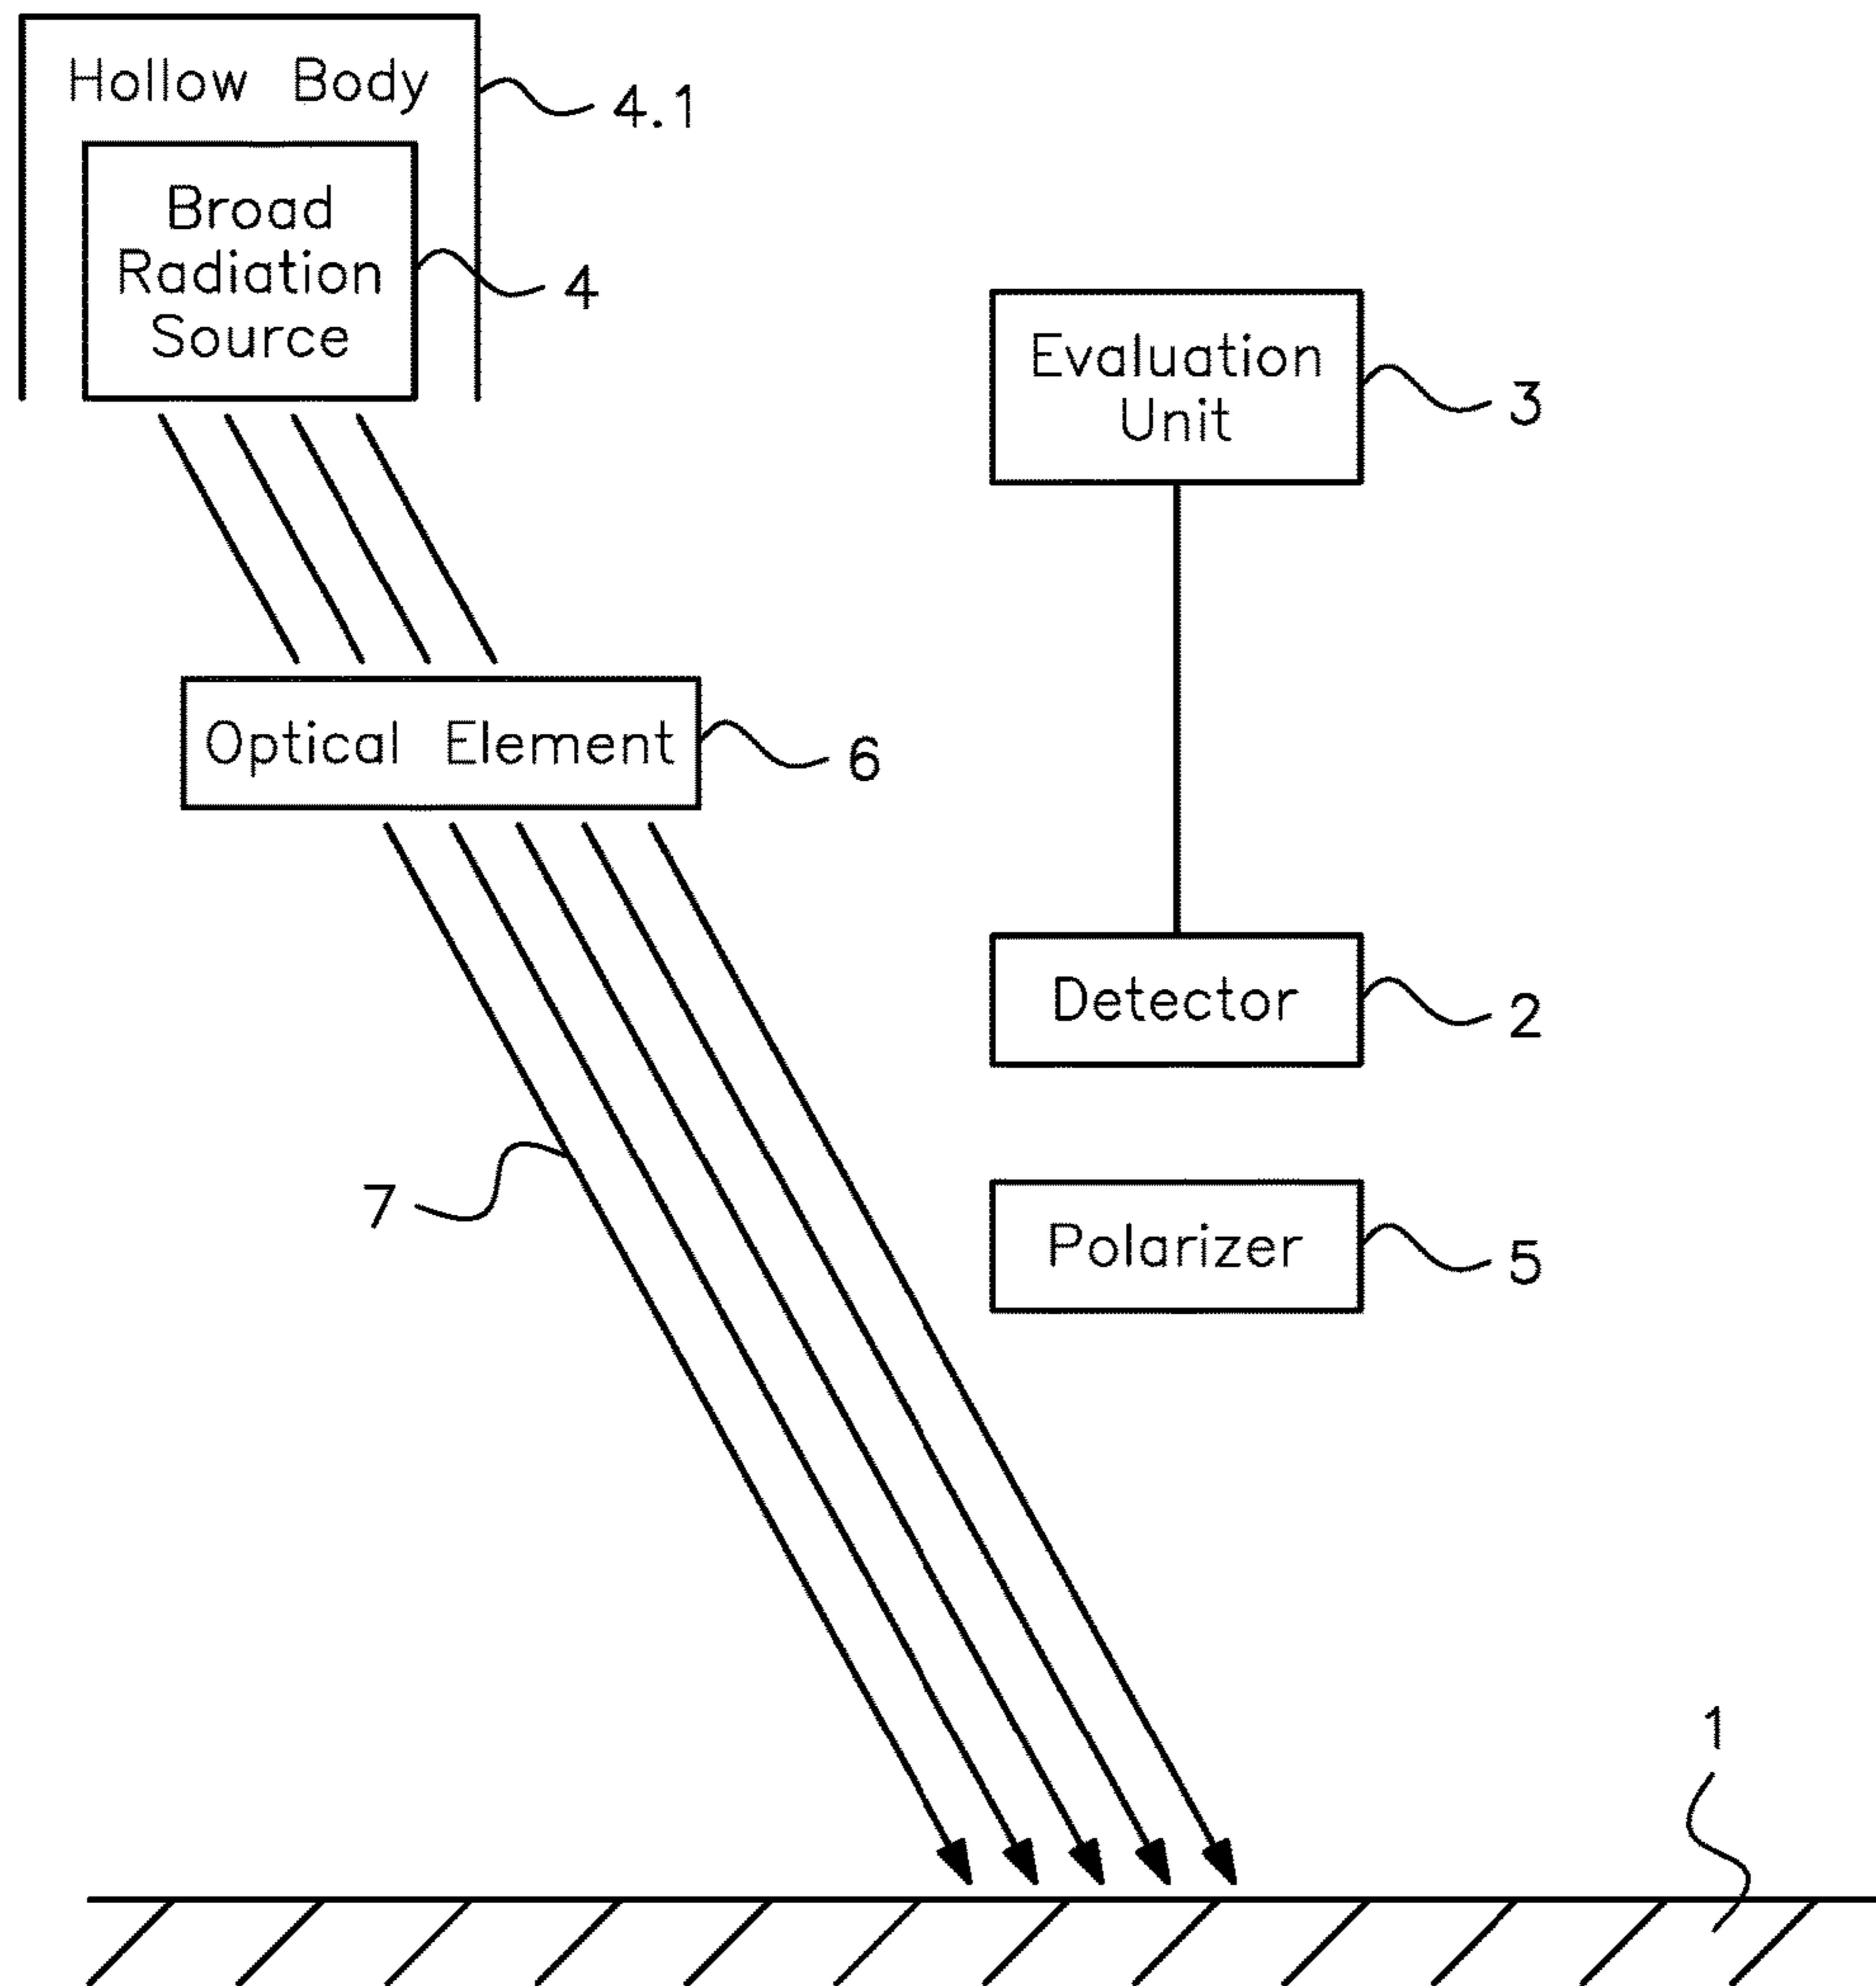 Hollow Body
4.1
Broad
Radiation
Source
4
Evaluation
Unit
3
Optical Element
6
Detector
2
7
Polarizer
5
1